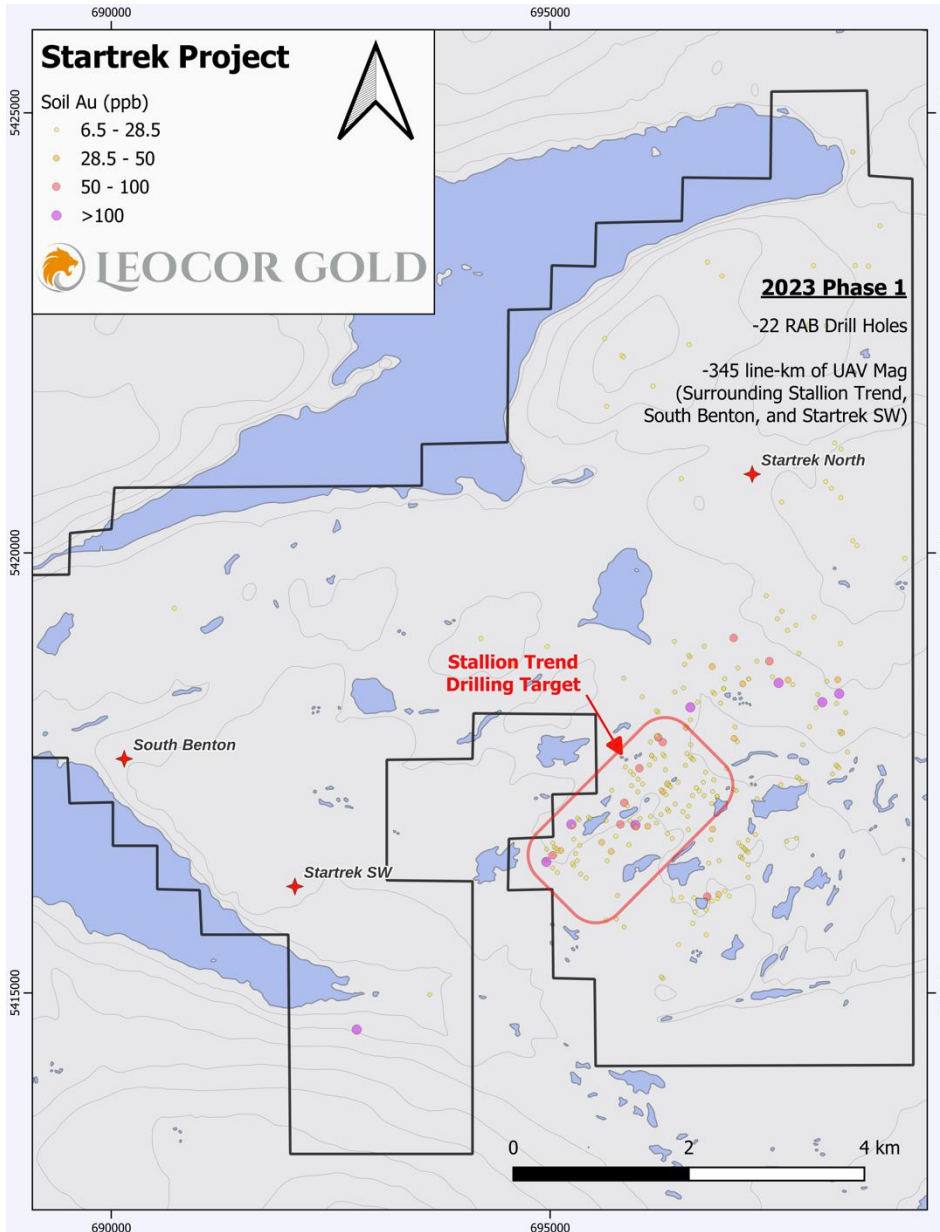 690000
695000
Startrek Project
Soil Au (ppb)
6.5 - 28.5
28.5 - 50
50 - 100
>100
LEOCOR GOLD
5425000
2023 Phase 1
-22 RAB Drill Holes
-345 line-km of UAV Mag
(Surrounding Stallion Trend,
South Benton, and Startrek SW)
Startrek North
5420000
Stallion Trend
Drilling Target
South Benton
Startrek SW
5415000
0 2 4 km
690000
695000